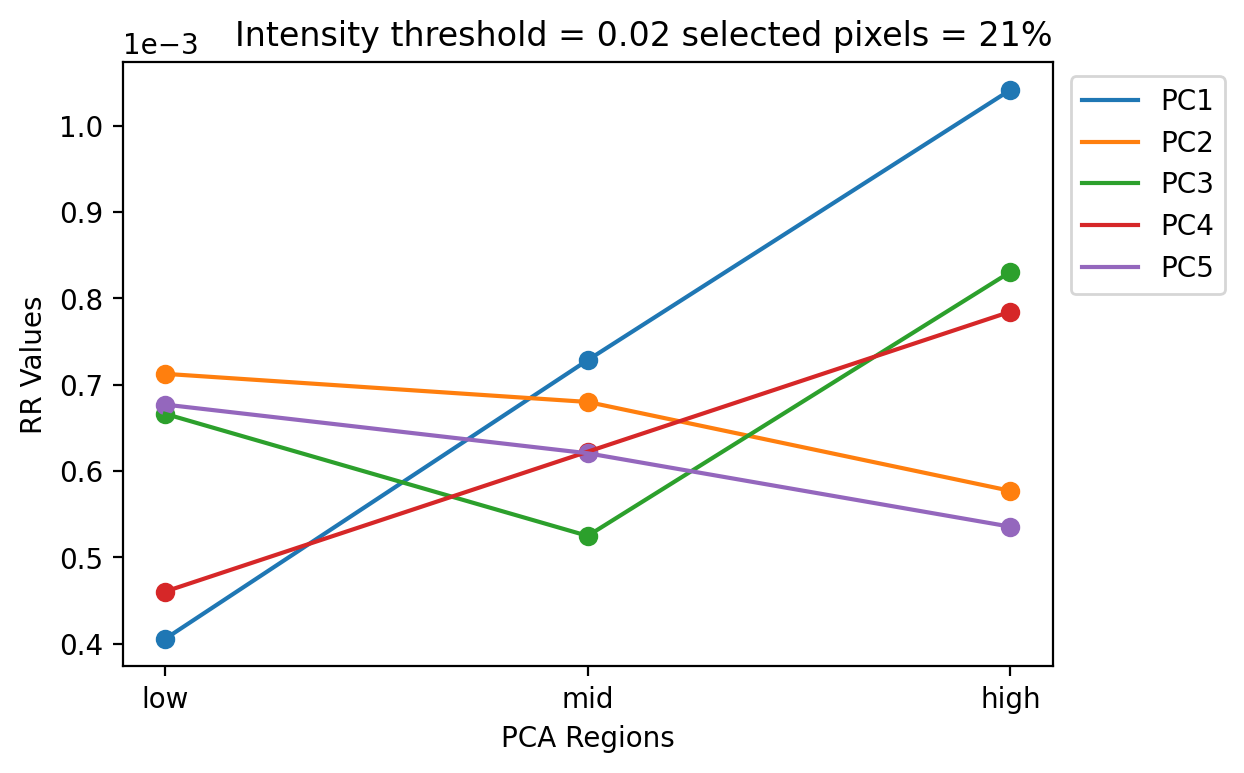 Intensity threshold = 0.02 selected pixels = 21%
1e−3
1.0
0.9
0.8
0.7
0.6
0.5
0.4
RR Values
low
mid
high
PCA Regions
PC1
PC2
PC3
PC4
PC5